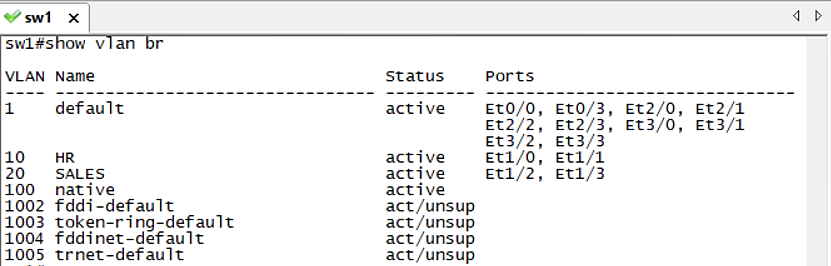 sw1
sw1#show vlan br
VLAN Name                             Status    Ports
---- -------------------------------- --------- -------------------------------
1    default                          active    Et0/0, Et0/3, Et2/0, Et2/1
                                                Et2/2, Et2/3, Et3/0, Et3/1
                                                Et3/2, Et3/3
10   HR                               active    Et1/0, Et1/1
20   SALES                            active    Et1/2, Et1/3
100  native                           active
1002 fddi-default                     act/unsup
1003 token-ring-default               act/unsup
1004 fddinet-default                  act/unsup
1005 trnet-default                    act/unsup